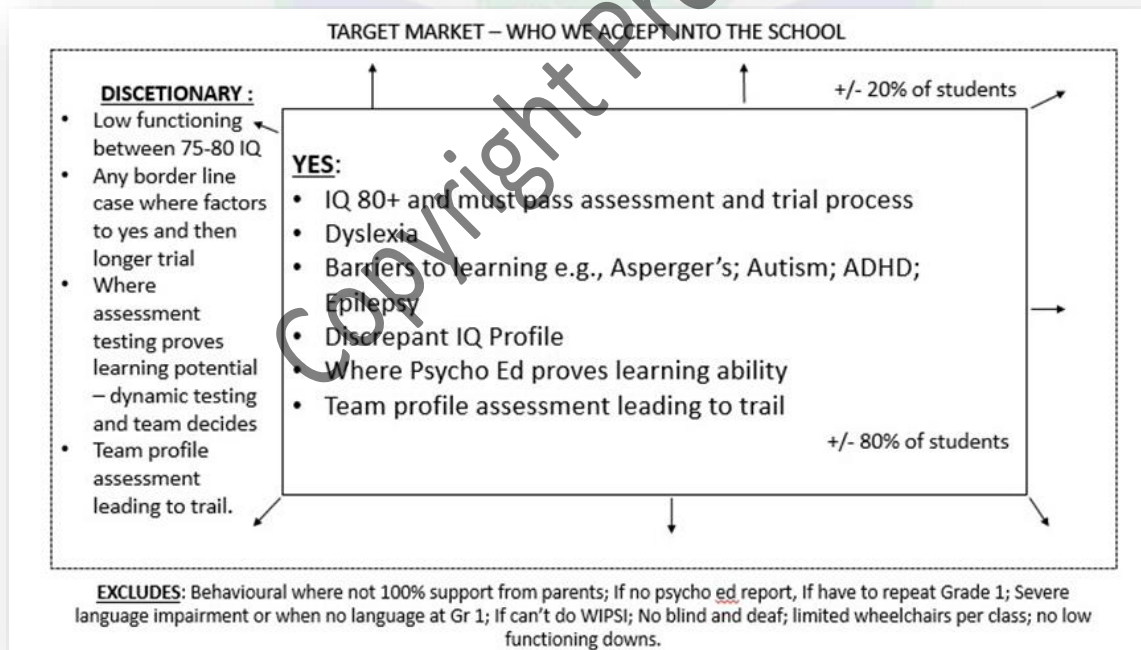 TARGET MARKET – WHO WE ACCEPT INTO THE SCHOOL
DISCETIONARY :
• Low functioning
between 75-80 IQ
• Any border line
case where factors
to yes and then
longer trial
• Where
assessment
testing proves
learning potential
– dynamic testing
and team decides
• Team profile
assessment
leading to trail.
+/- 20% of students
YES:
• IQ 80+ and must pass assessment and trial process
• Dyslexia
• Barriers to learning e.g., Asperger's; Autism; ADHD;
Epilepsy
• Discrepant IQ Profile
• Where Psycho Ed proves learning ability
• Team profile assessment leading to trail
+/- 80% of students
EXCLUDES: Behavioural where not 100% support from parents; If no psycho ed report, If have to repeat Grade 1; Severe
language impairment or when no language at Gr 1; If can't do WIPSI; No blind and deaf; limited wheelchairs per class; no low
functioning downs.
Copyright